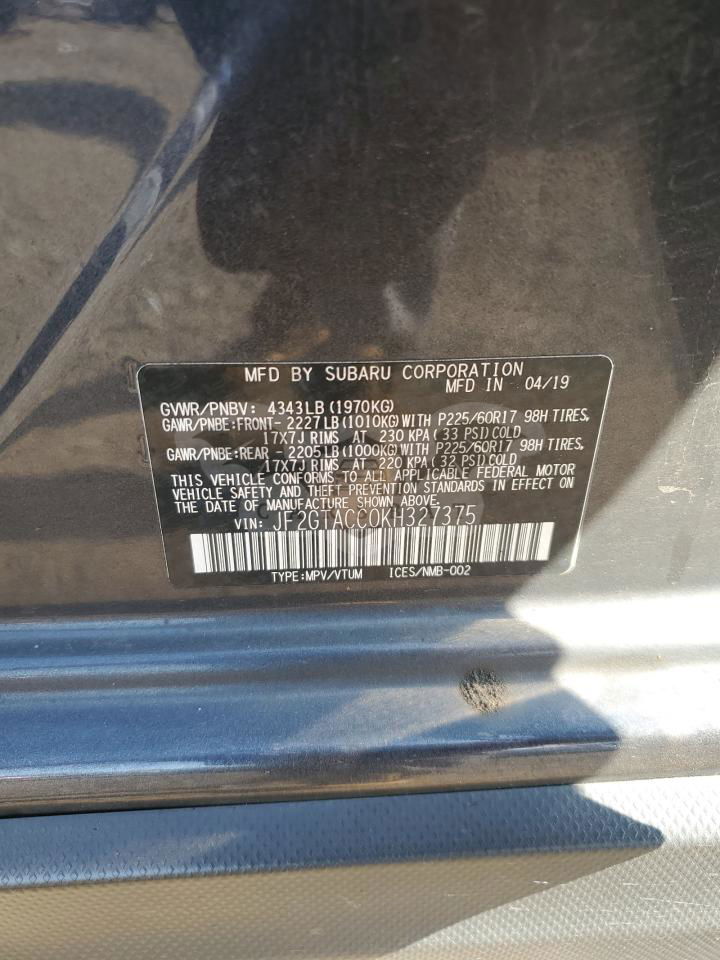 MFD BY SUBARU CORPORATION
MFD IN 04/19
GVWR/PNBV: 4343LB (1970KG)
GAWR/PNBE:FRONT- 2227LB (1010KG) WITH P225/60R17 98H TIRES,
17X7J RIMS AT 230 KPA (33 PSI) COLD
GAWR/PNBE:REAR - 2205LB (1000KG) WITH P225/60R17 98H TIRES,
17X7J RIMS AT 220 KPA (32 PSI) COLD
THIS VEHICLE CONFORMS TO ALL APPLICABLE FEDERAL MOTOR
VEHICLE SAFETY AND THEFT PREVENTION STANDARDS IN EFFECT ON
THE DATE OF MANUFACTURE SHOWN ABOVE.
VIN: JF2GTACC0KH327375
TYPE:MPV/VTUM ICES/NMB-002